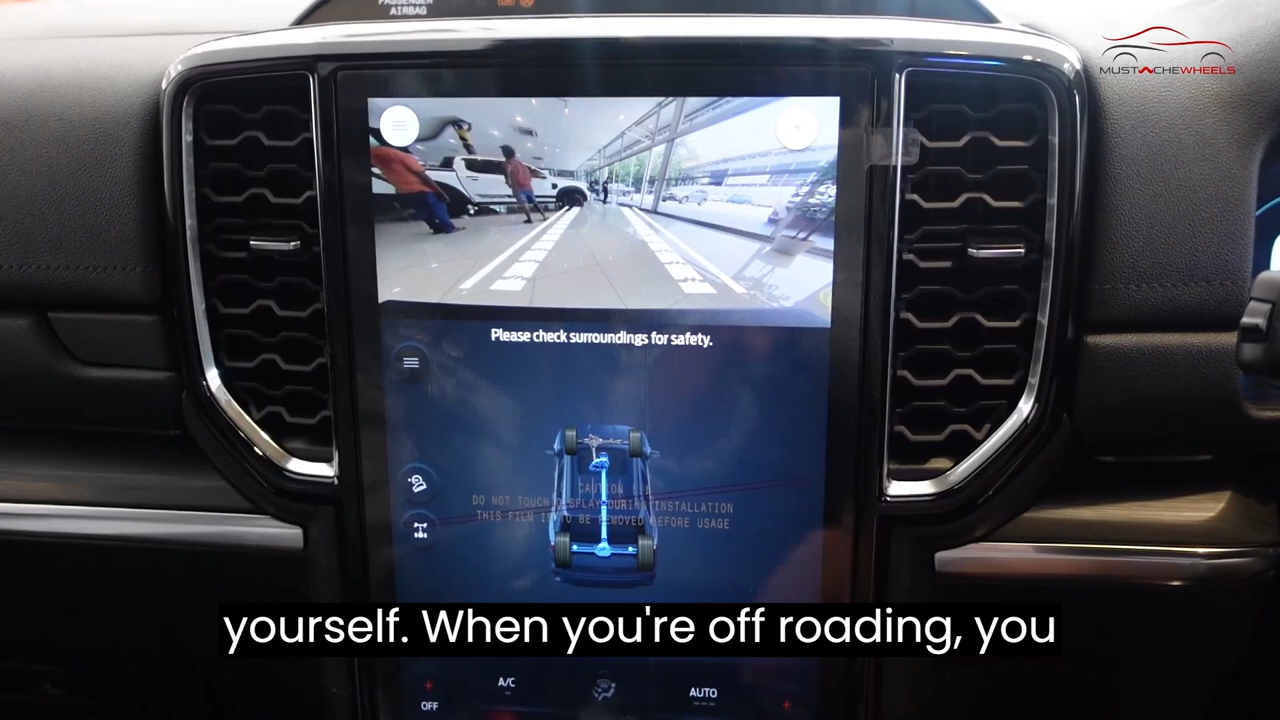 PASSENGER
AIRBAG
MUSTACHEWHEELS
Please check surroundings for safety.
CAUTION
DO NOT TOUCH DISPLAY DURING INSTALLATION
THIS FILM IS TO BE REMOVED BEFORE USAGE
yourself. When you're off roading, you
A/C
AUTO
OFF